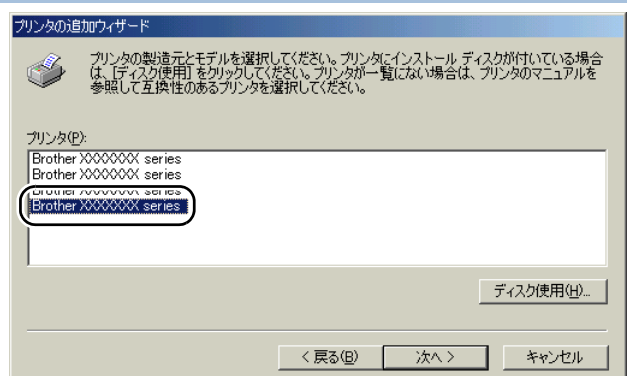 プリンタの追加ウィザード
プリンタの製造元とモデルを選択してください。プリンタにインストール ディスクが付いている場合
は、[ディスク使用] をクリックしてください。プリンタが一覧にない場合は、プリンタのマニュアルを
参照して互換性のあるプリンタを選択してください。
プリンタ(P):
Brother XXXXXXX series
Brother XXXXXXX series
Brother XXXXXXX series
Brother XXXXXXX series
ディスク使用(H)...
< 戻る(B) 次へ > キャンセル